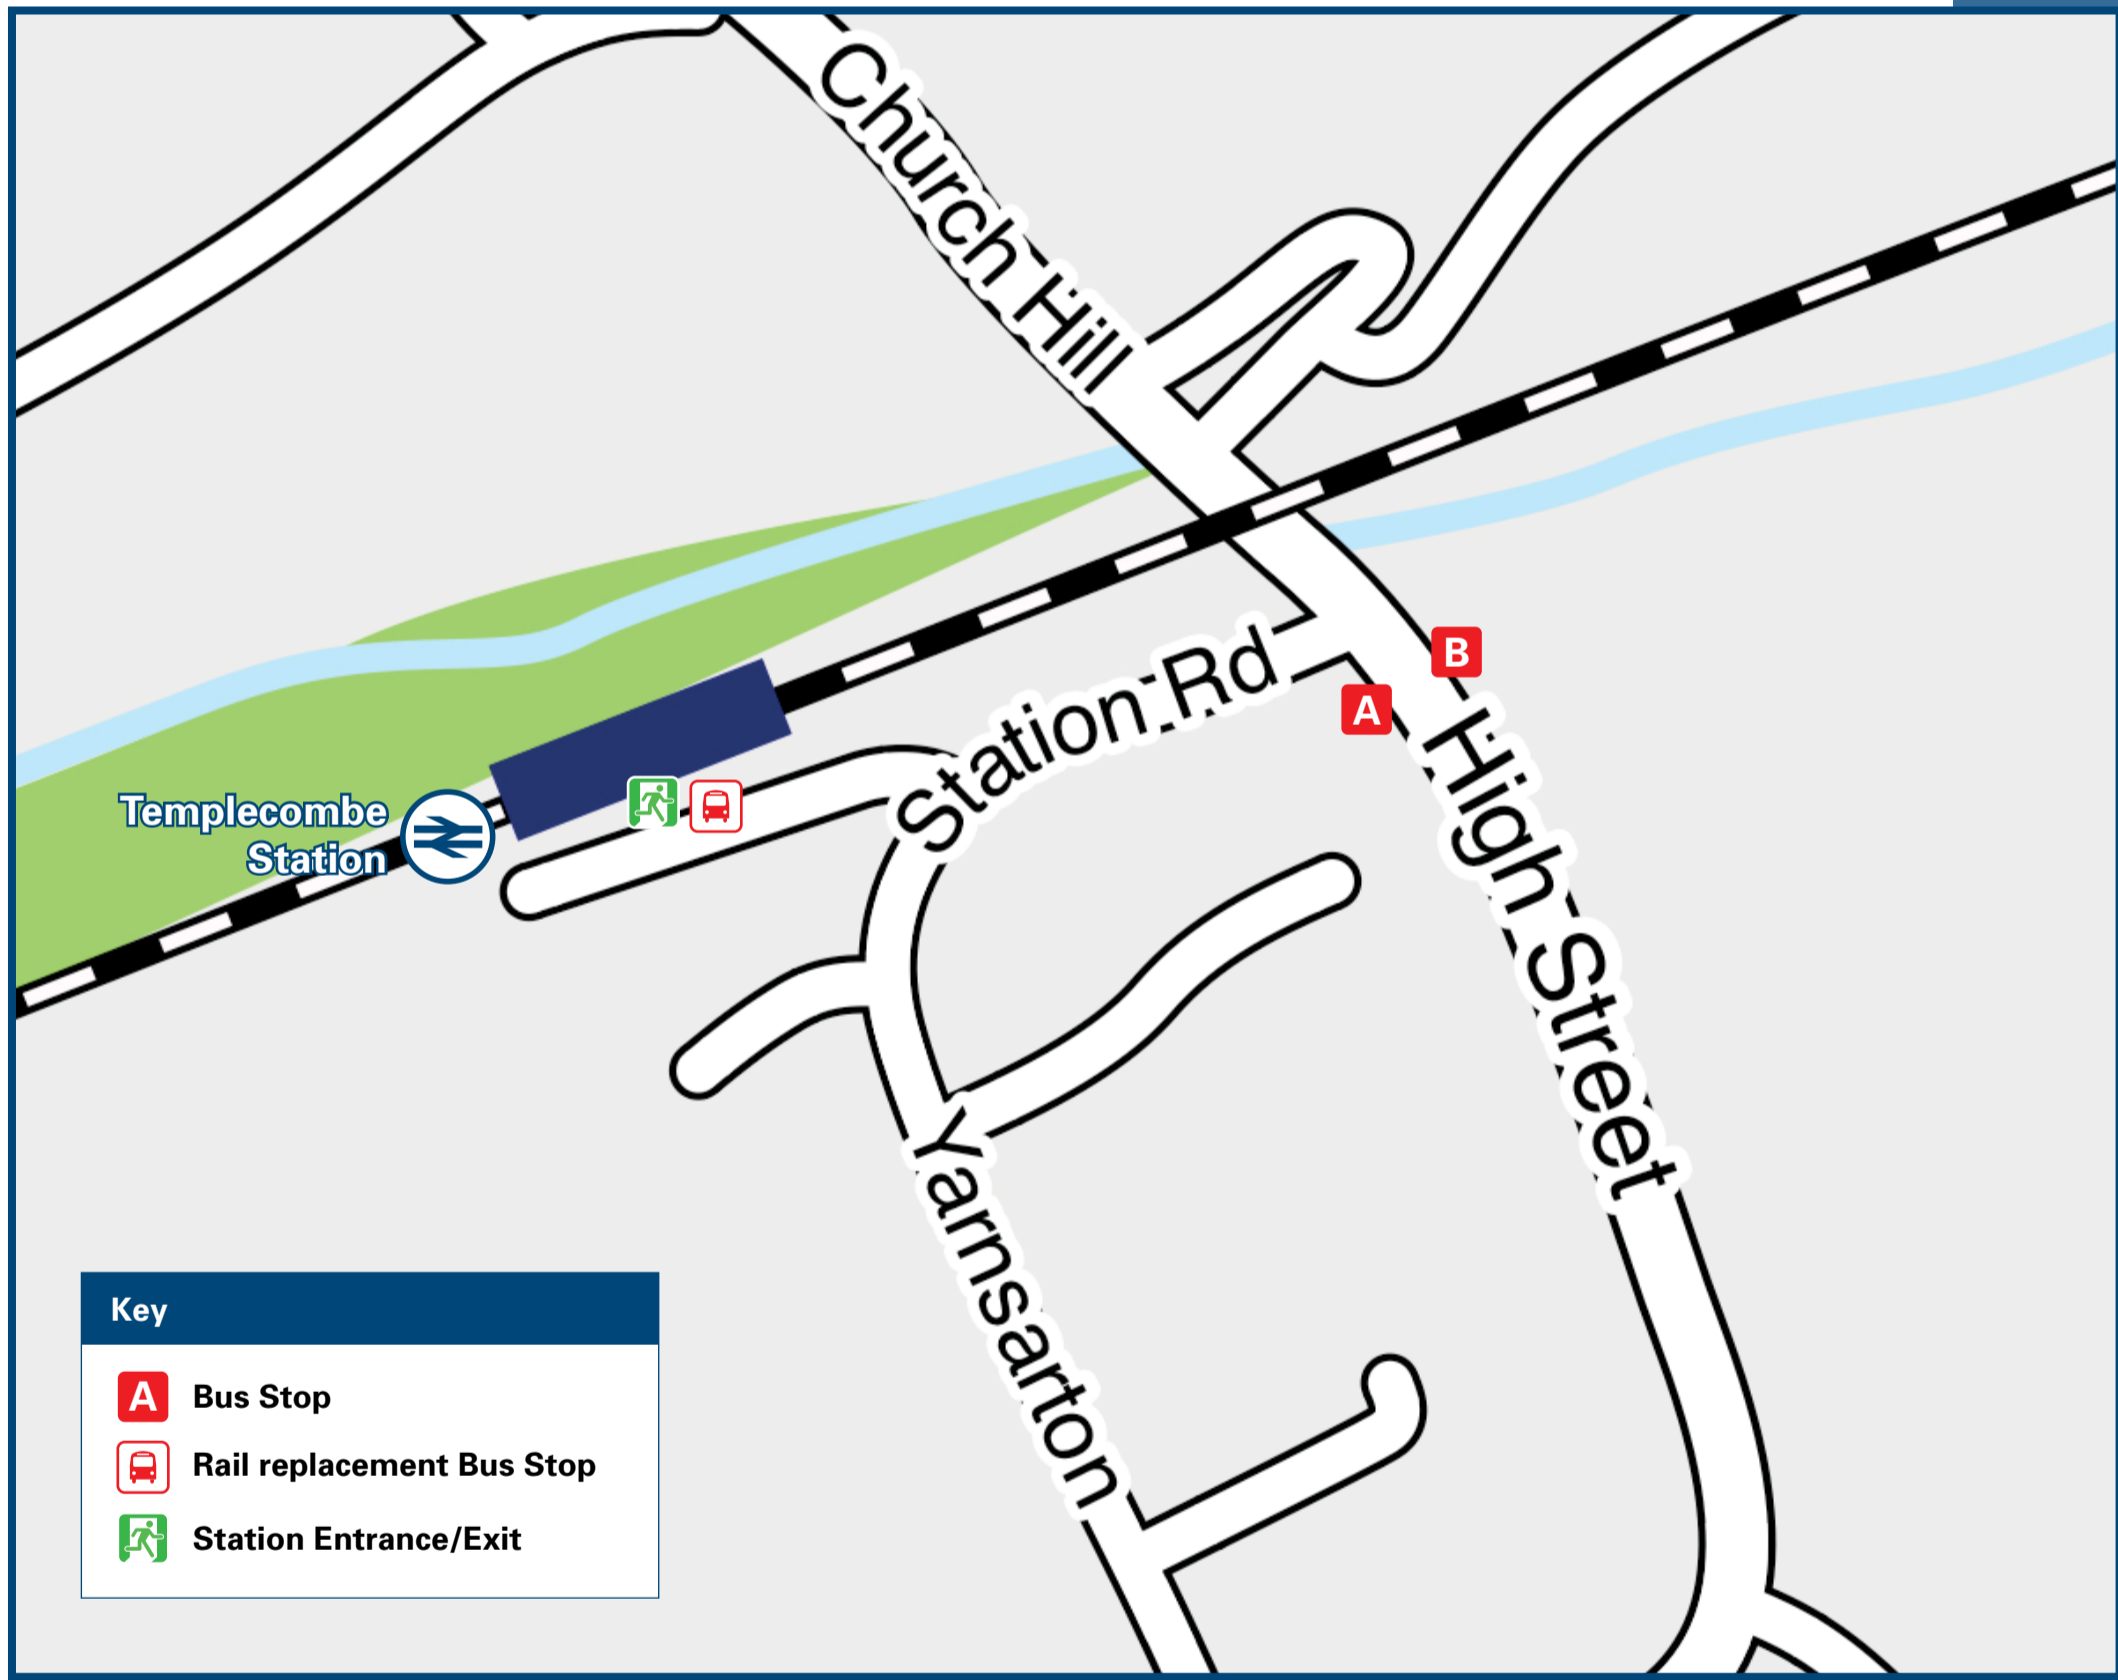 Church Hill
B
A
Station Rd
High Street
Templecombe
Station
Yarnsarton
Key
A Bus Stop
Rail replacement Bus Stop
Station Entrance/Exit